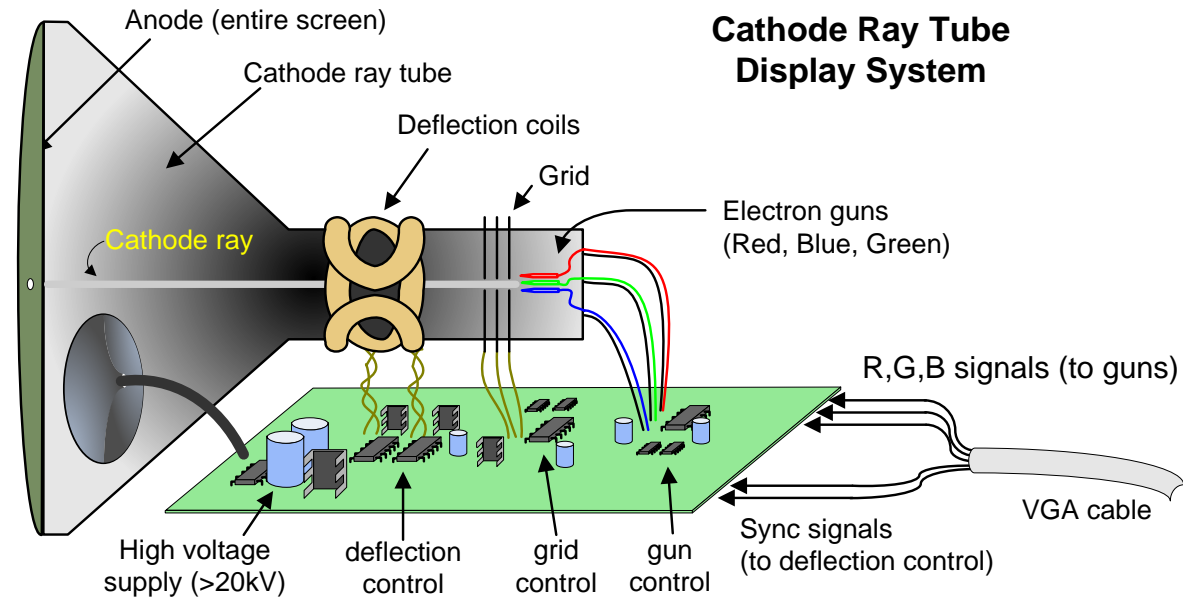 Cathode Ray Tube
Display System
Anode (entire screen)
Cathode ray tube
Deflection coils
Grid
Electron guns
(Red, Blue, Green)
Cathode ray
R,G,B signals (to guns)
VGA cable
Sync signals
(to deflection control)
High voltage
supply (>20kV)
deflection
control
grid
control
gun
control